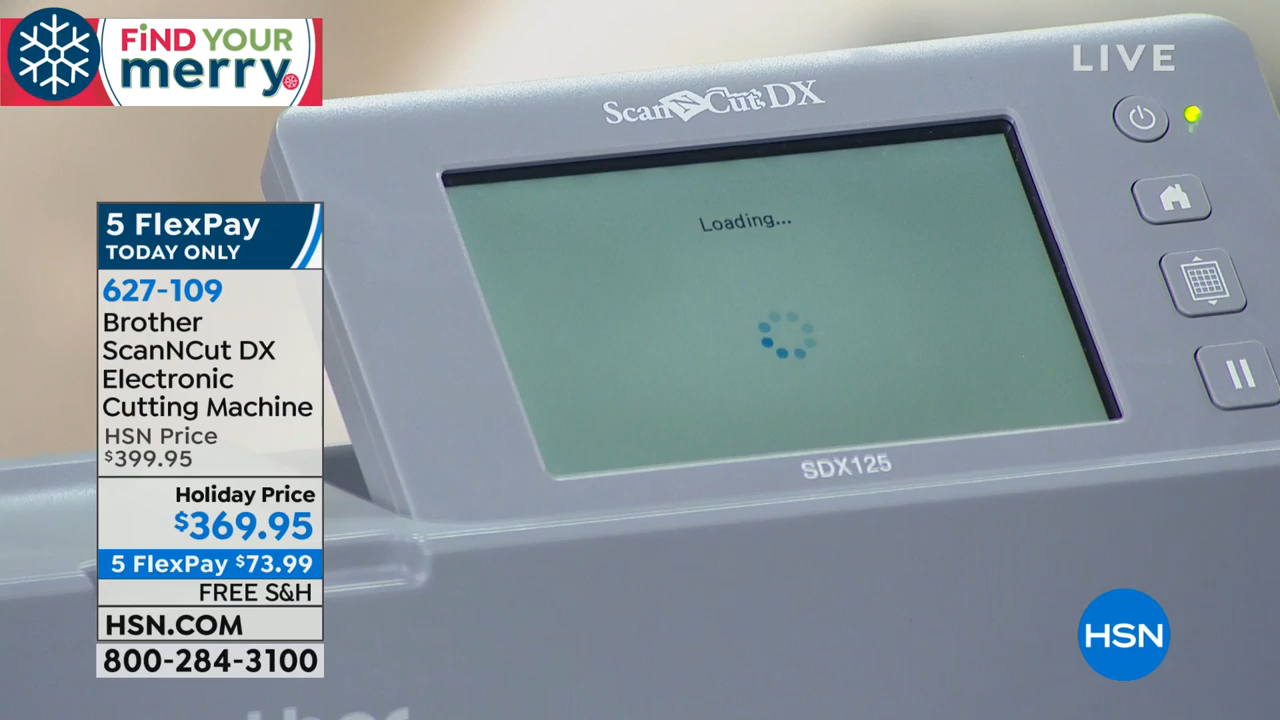 FiND YOUR
merry.
LIVE
ScanNCut DX
Loading...
SDX125
5 FlexPay
TODAY ONLY
627-109
Brother
ScanNCut DX
Electronic
Cutting Machine
HSN Price
$399.95
Holiday Price
$369.95
5 FlexPay $73.99
FREE S&H
HSN.COM
800-284-3100
HSN